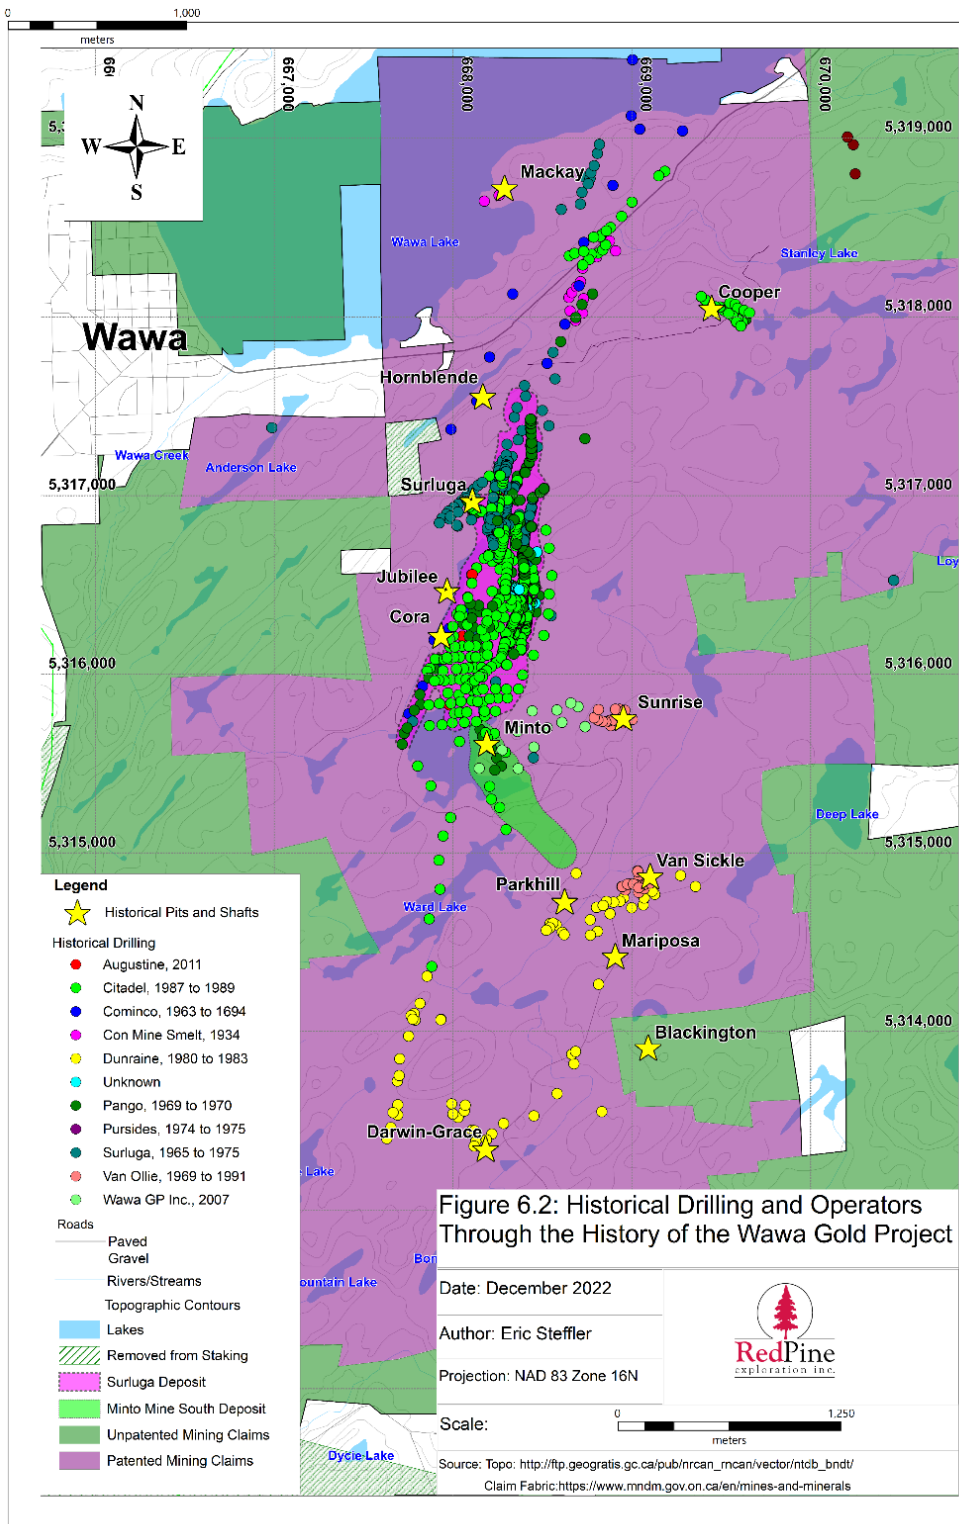 0 1,000
meters
667,000
668,000
669,000
670,000
N
W E
S
5,319,000
Mackay
Wawa Lake
Stanley Lake
Cooper
5,318,000
Wawa
Hornblende
Wawa Creek
Anderson Lake
5,317,000
Surluga
5,317,000
Loy
Jubilee
Cora
5,316,000
5,316,000
Sunrise
Minto
Deep Lake
5,315,000
5,315,000
Van Sickle
Parkhill
Ward Lake
Mariposa
5,314,000
Blackington
Darwin-Grace
Lake
Bor
ountain Lake
Dycie Lake
Legend
Historical Pits and Shafts
Historical Drilling
Augustine, 2011
Citadel, 1987 to 1989
Cominco, 1963 to 1694
Con Mine Smelt, 1934
Dunraine, 1980 to 1983
Unknown
Pango, 1969 to 1970
Pursides, 1974 to 1975
Surluga, 1965 to 1975
Van Ollie, 1969 to 1991
Wawa GP Inc., 2007
Roads
Paved
Gravel
Rivers/Streams
Topographic Contours
Lakes
Removed from Staking
Surluga Deposit
Minto Mine South Deposit
Unpatented Mining Claims
Patented Mining Claims
Figure 6.2: Historical Drilling and Operators
Through the History of the Wawa Gold Project
Date: December 2022
Author: Eric Steffler
Projection: NAD 83 Zone 16N
RedPine
exploration inc.
Scale:
0 1,250
meters
Source: Topo: http://ftp.geogratis.gc.ca/pub/nrcan_rncan/vector/ntdb_bndt/
Claim Fabric:https://www.mndm.gov.on.ca/en/mines-and-minerals